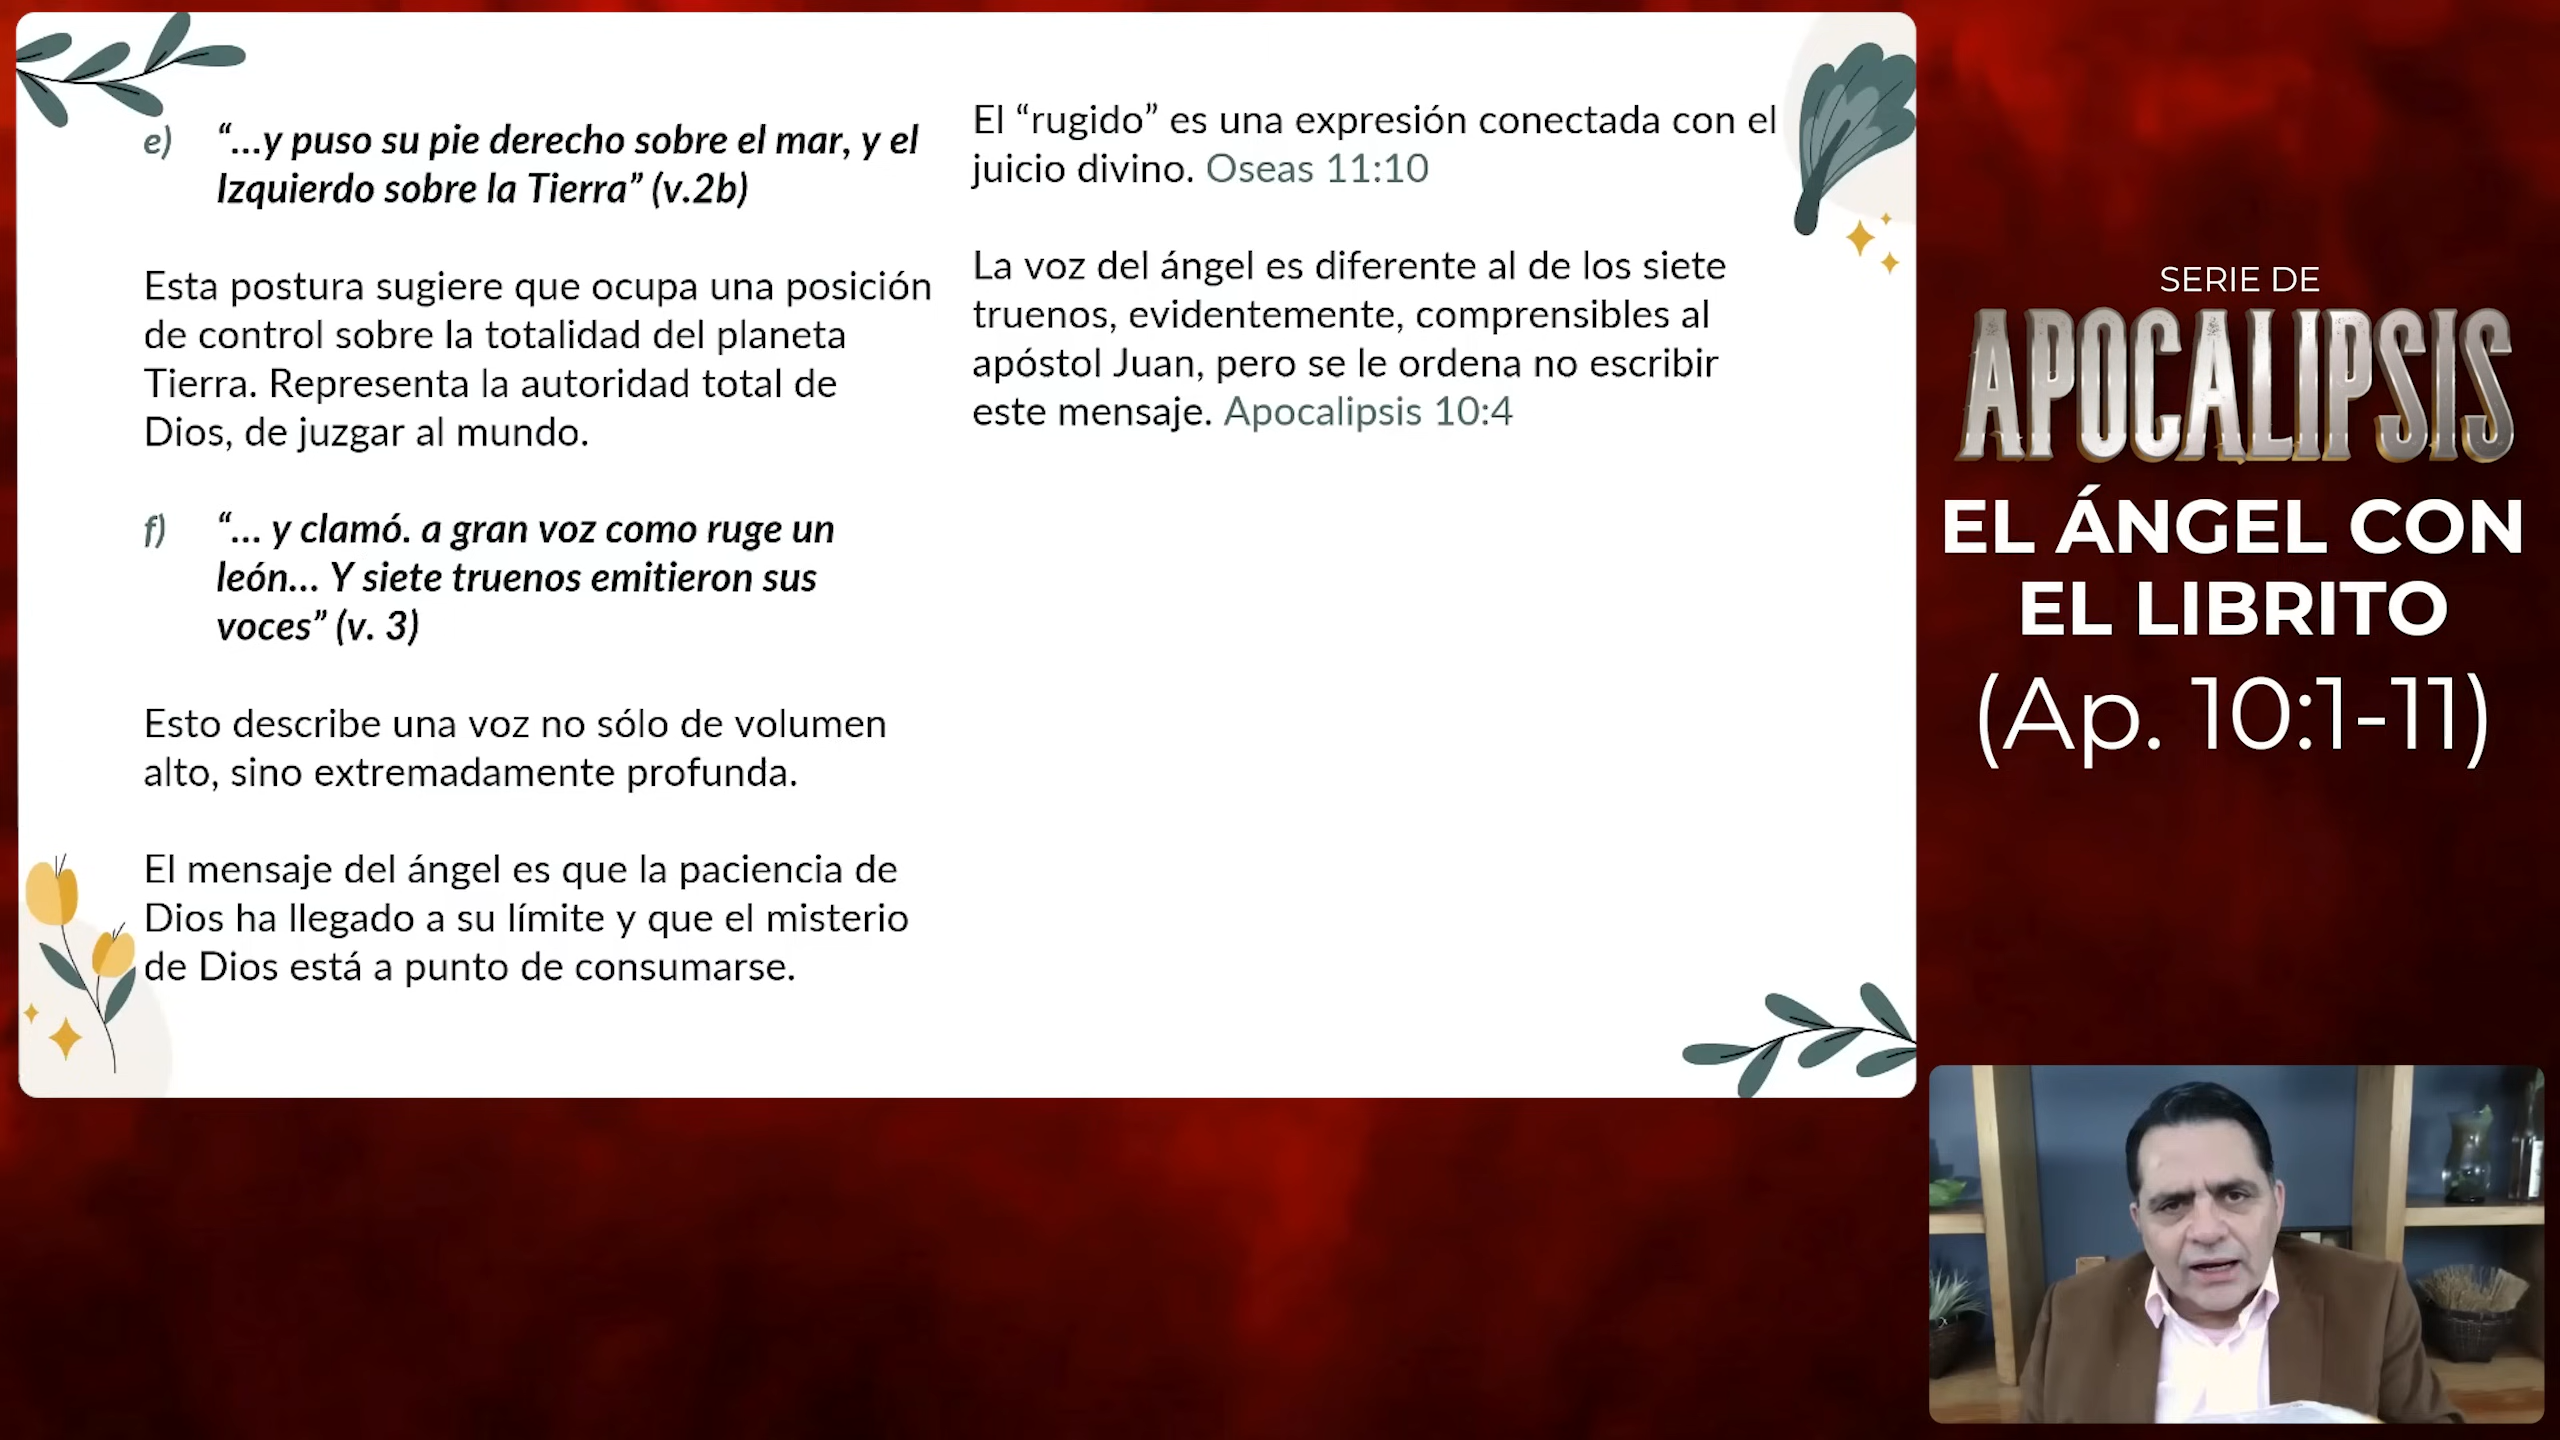 e) “...y puso su pie derecho sobre el mar, y el
Izquierdo sobre la Tierra” (v.2b)
Esta postura sugiere que ocupa una posición
de control sobre la totalidad del planeta
Tierra. Representa la autoridad total de
Dios, de juzgar al mundo.
f) “... y clamó. a gran voz como ruge un
león... Y siete truenos emitieron sus
voces” (v. 3)
Esto describe una voz no sólo de volumen
alto, sino extremadamente profunda.
El mensaje del ángel es que la paciencia de
Dios ha llegado a su límite y que el misterio
de Dios está a punto de consumarse.
El “rugido” es una expresión conectada con el
juicio divino. Oseas 11:10
La voz del ángel es diferente al de los siete
truenos, evidentemente, comprensibles al
apóstol Juan, pero se le ordena no escribir
este mensaje. Apocalipsis 10:4
SERIE DE
APOCALIPSIS
EL ÁNGEL CON
EL LIBRITO
(Ap. 10:1-11)